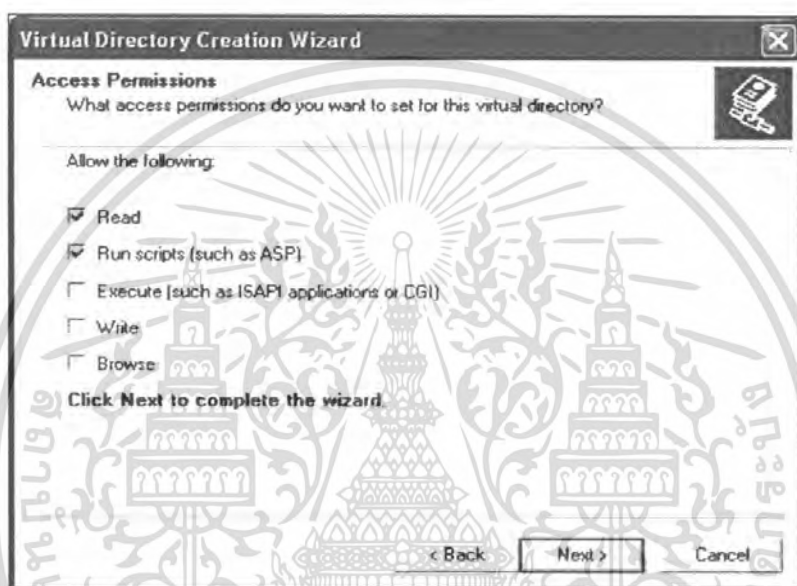 Virtual Directory Creation Wizard
Access Permissions
What access permissions do you want to set for this virtual directory?
Allow the following:
Read
Run scripts (such as ASP)
Execute (such as ISAPI applications or CGI)
Write
Browse
Click Next to complete the wizard.
< Back Next > Cancel